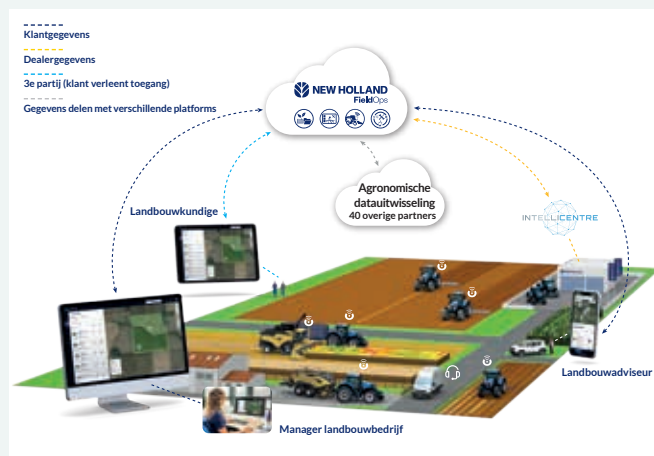 Klantgegevens
Dealergegevens
3e partij (klant verleent toegang)
Gegevens delen met verschillende platforms
NEW HOLLAND
FieldOps
Agronomische
datauitwisseling
40 overige partners
Landbouwkundige
INTELLICENTRE
Landbouwadviseur
Manager landbouwbedrijf